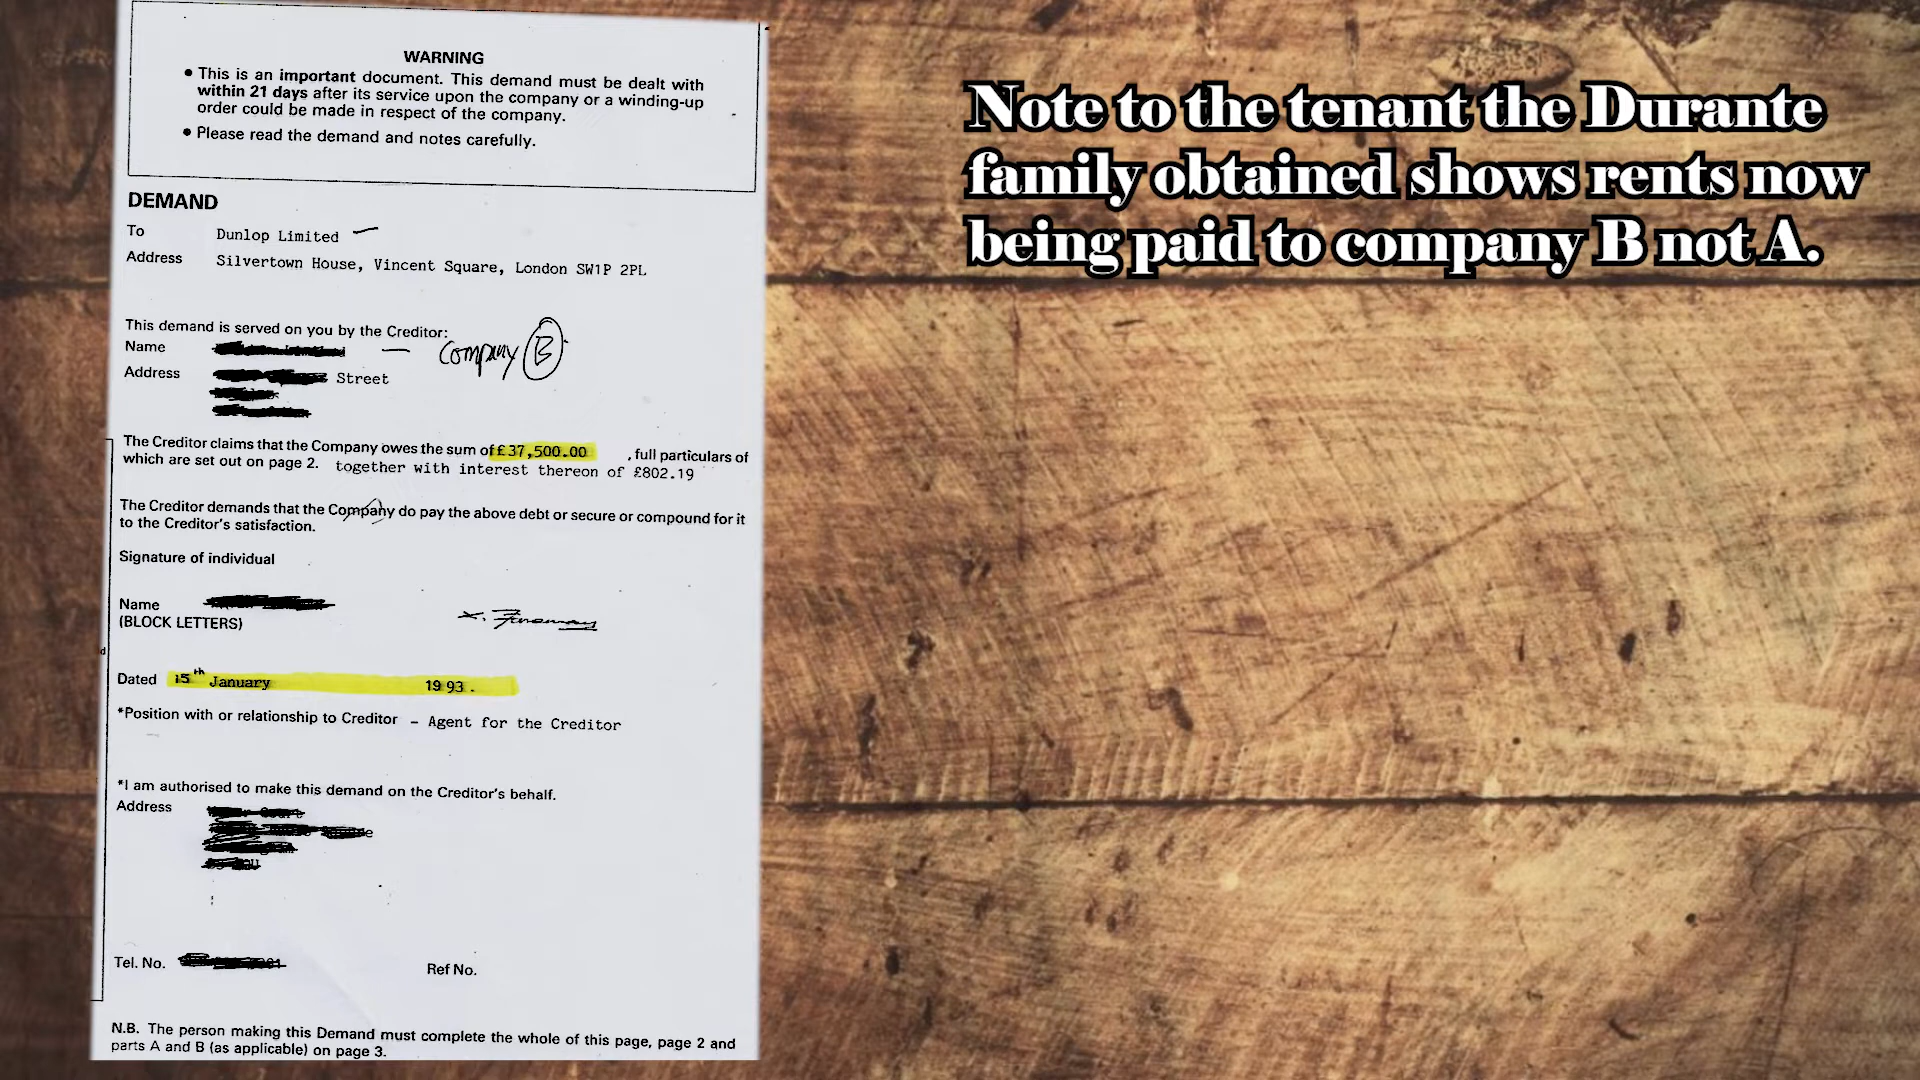 WARNING
• This is an important document. This demand must be dealt with
within 21 days after its service upon the company or a winding-up
order could be made in respect of the company.
• Please read the demand and notes carefully.
DEMAND
To Dunlop Limited
Address Silvertown House, Vincent Square, London SW1P 2PL
This demand is served on you by the Creditor:
Name company B
Address Street
The Creditor claims that the Company owes the sum of £37,500.00 , full particulars of
which are set out on page 2. together with interest thereon of £802.19
The Creditor demands that the Company do pay the above debt or secure or compound for it
to the Creditor's satisfaction.
Signature of individual
Name
(BLOCK LETTERS)
Dated 15th January 19 93.
*Position with or relationship to Creditor - Agent for the Creditor
*I am authorised to make this demand on the Creditor's behalf.
Address
Tel. No. Ref No.
N.B. The person making this Demand must complete the whole of this page, page 2 and
parts A and B (as applicable) on page 3.
Note to the tenant the Durante
family obtained shows rents now
being paid to company B not A.